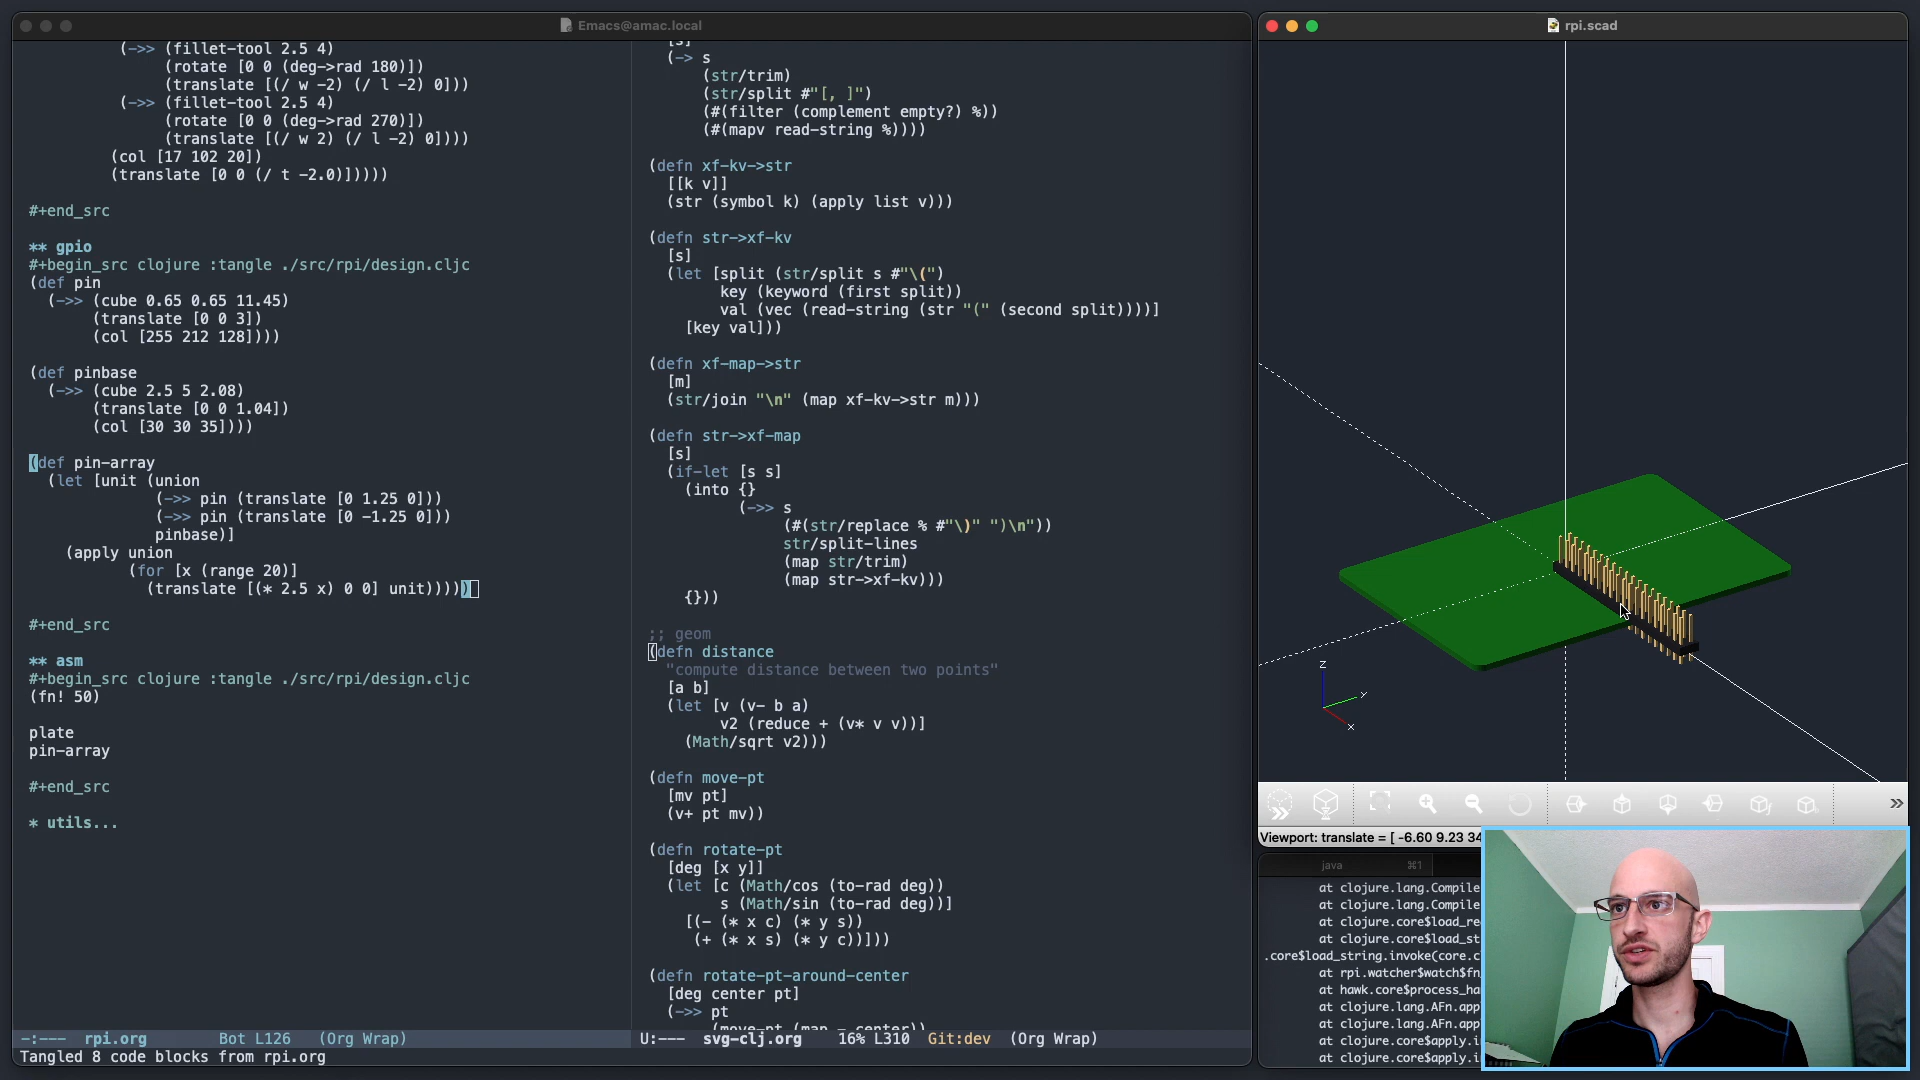 Emacs@amac.local
(->> (fillet-tool 2.5 4)
(rotate [0 0 (deg->rad 180)])
(translate [(/ w -2) (/ l -2) 0]))
(->> (fillet-tool 2.5 4)
(rotate [0 0 (deg->rad 270)])
(translate [(/ w 2) (/ l -2) 0])))
(col [17 102 20])
(translate [0 0 (/ t -2.0)]))))
#+end_src
** gpio
#+begin_src clojure :tangle ./src/rpi/design.cljc
(def pin
(->> (cube 0.65 0.65 11.45)
(translate [0 0 3])
(col [255 212 128])))
(def pinbase
(->> (cube 2.5 5 2.08)
(translate [0 0 1.04])
(col [30 30 35])))
(def pin-array
(let [unit (union
(->> pin (translate [0 1.25 0]))
(->> pin (translate [0 -1.25 0]))
pinbase)]
(apply union
(for [x (range 20)]
(translate [(* 2.5 x) 0 0] unit)))))
#+end_src
** asm
#+begin_src clojure :tangle ./src/rpi/design.cljc
(fn! 50)
plate
pin-array
#+end_src
* utils...
-:---- rpi.org Bot L126 (Org Wrap)
Tangled 8 code blocks from rpi.org
[s]
(-> s
(str/trim)
(str/split #"[, ]")
(#(filter (complement empty?) %))
(#(mapv read-string %))))
(defn xf-kv->str
[[k v]]
(str (symbol k) (apply list v)))
(defn str->xf-kv
[s]
(let [split (str/split s #"\(")
key (keyword (first split))
val (vec (read-string (str "(" (second split))))]
[key val]))
(defn xf-map->str
[m]
(str/join "\n" (map xf-kv->str m)))
(defn str->xf-map
[s]
(if-let [s s]
(into {}
(->> s
(#(str/replace % #"\)" ")\n"))
str/split-lines
(map str/trim)
(map str->xf-kv)))
{}))
;; geom
(defn distance
"compute distance between two points"
[a b]
(let [v (v- b a)
v2 (reduce + (v* v v))]
(Math/sqrt v2)))
(defn move-pt
[mv pt]
(v+ pt mv))
(defn rotate-pt
[deg [x y]]
(let [c (Math/cos (to-rad deg))
s (Math/sin (to-rad deg))]
[(- (* x c) (* y s))
(+ (* x s) (* y c))]))
(defn rotate-pt-around-center
[deg center pt]
(->> pt
(move-pt (map - center))
U:--- svg-clj.org 16% L310 Git:dev (Org Wrap)
rpi.scad
z
y
x
Viewport: translate = [ -6.60 9.23 34
java ⌘1
at clojure.lang.Compile
at clojure.lang.Compile
at clojure.core$load_re
at clojure.core$load_st
.core$load_string.invoke(core.c
at rpi.watcher$watch$fn
at hawk.core$process_ha
at clojure.lang.AFn.app
at clojure.lang.AFn.app
at clojure.core$apply.i
at clojure.core$apply.i